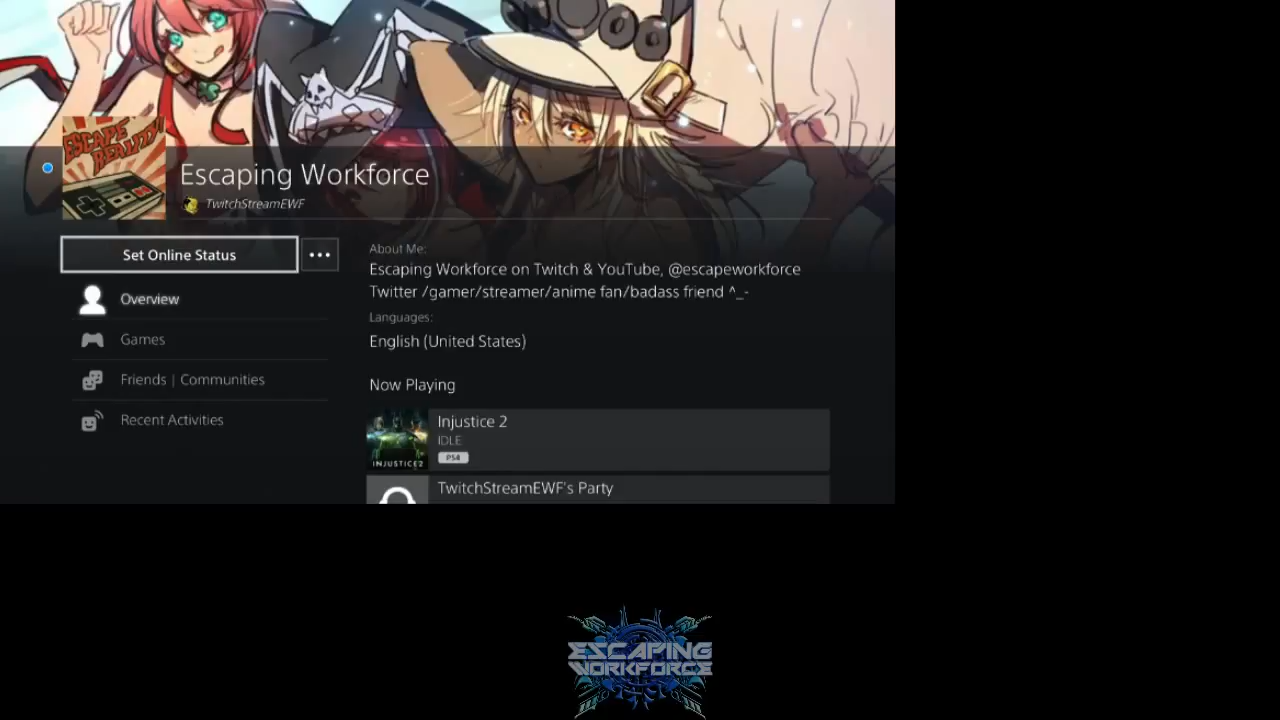 ESCAPE
REALITY!
Escaping Workforce
TwitchStreamEWF
Set Online Status
About Me:
Escaping Workforce on Twitch & YouTube, @escapeworkforce
Twitter /gamer/streamer/anime fan/badass friend ^_-
Languages:
English (United States)
Overview
Games
Friends | Communities
Recent Activities
Now Playing
Injustice 2
IDLE
PS4
INJUSTICE2
TwitchStreamEWF's Party
ESCAPING
WORKFORCE